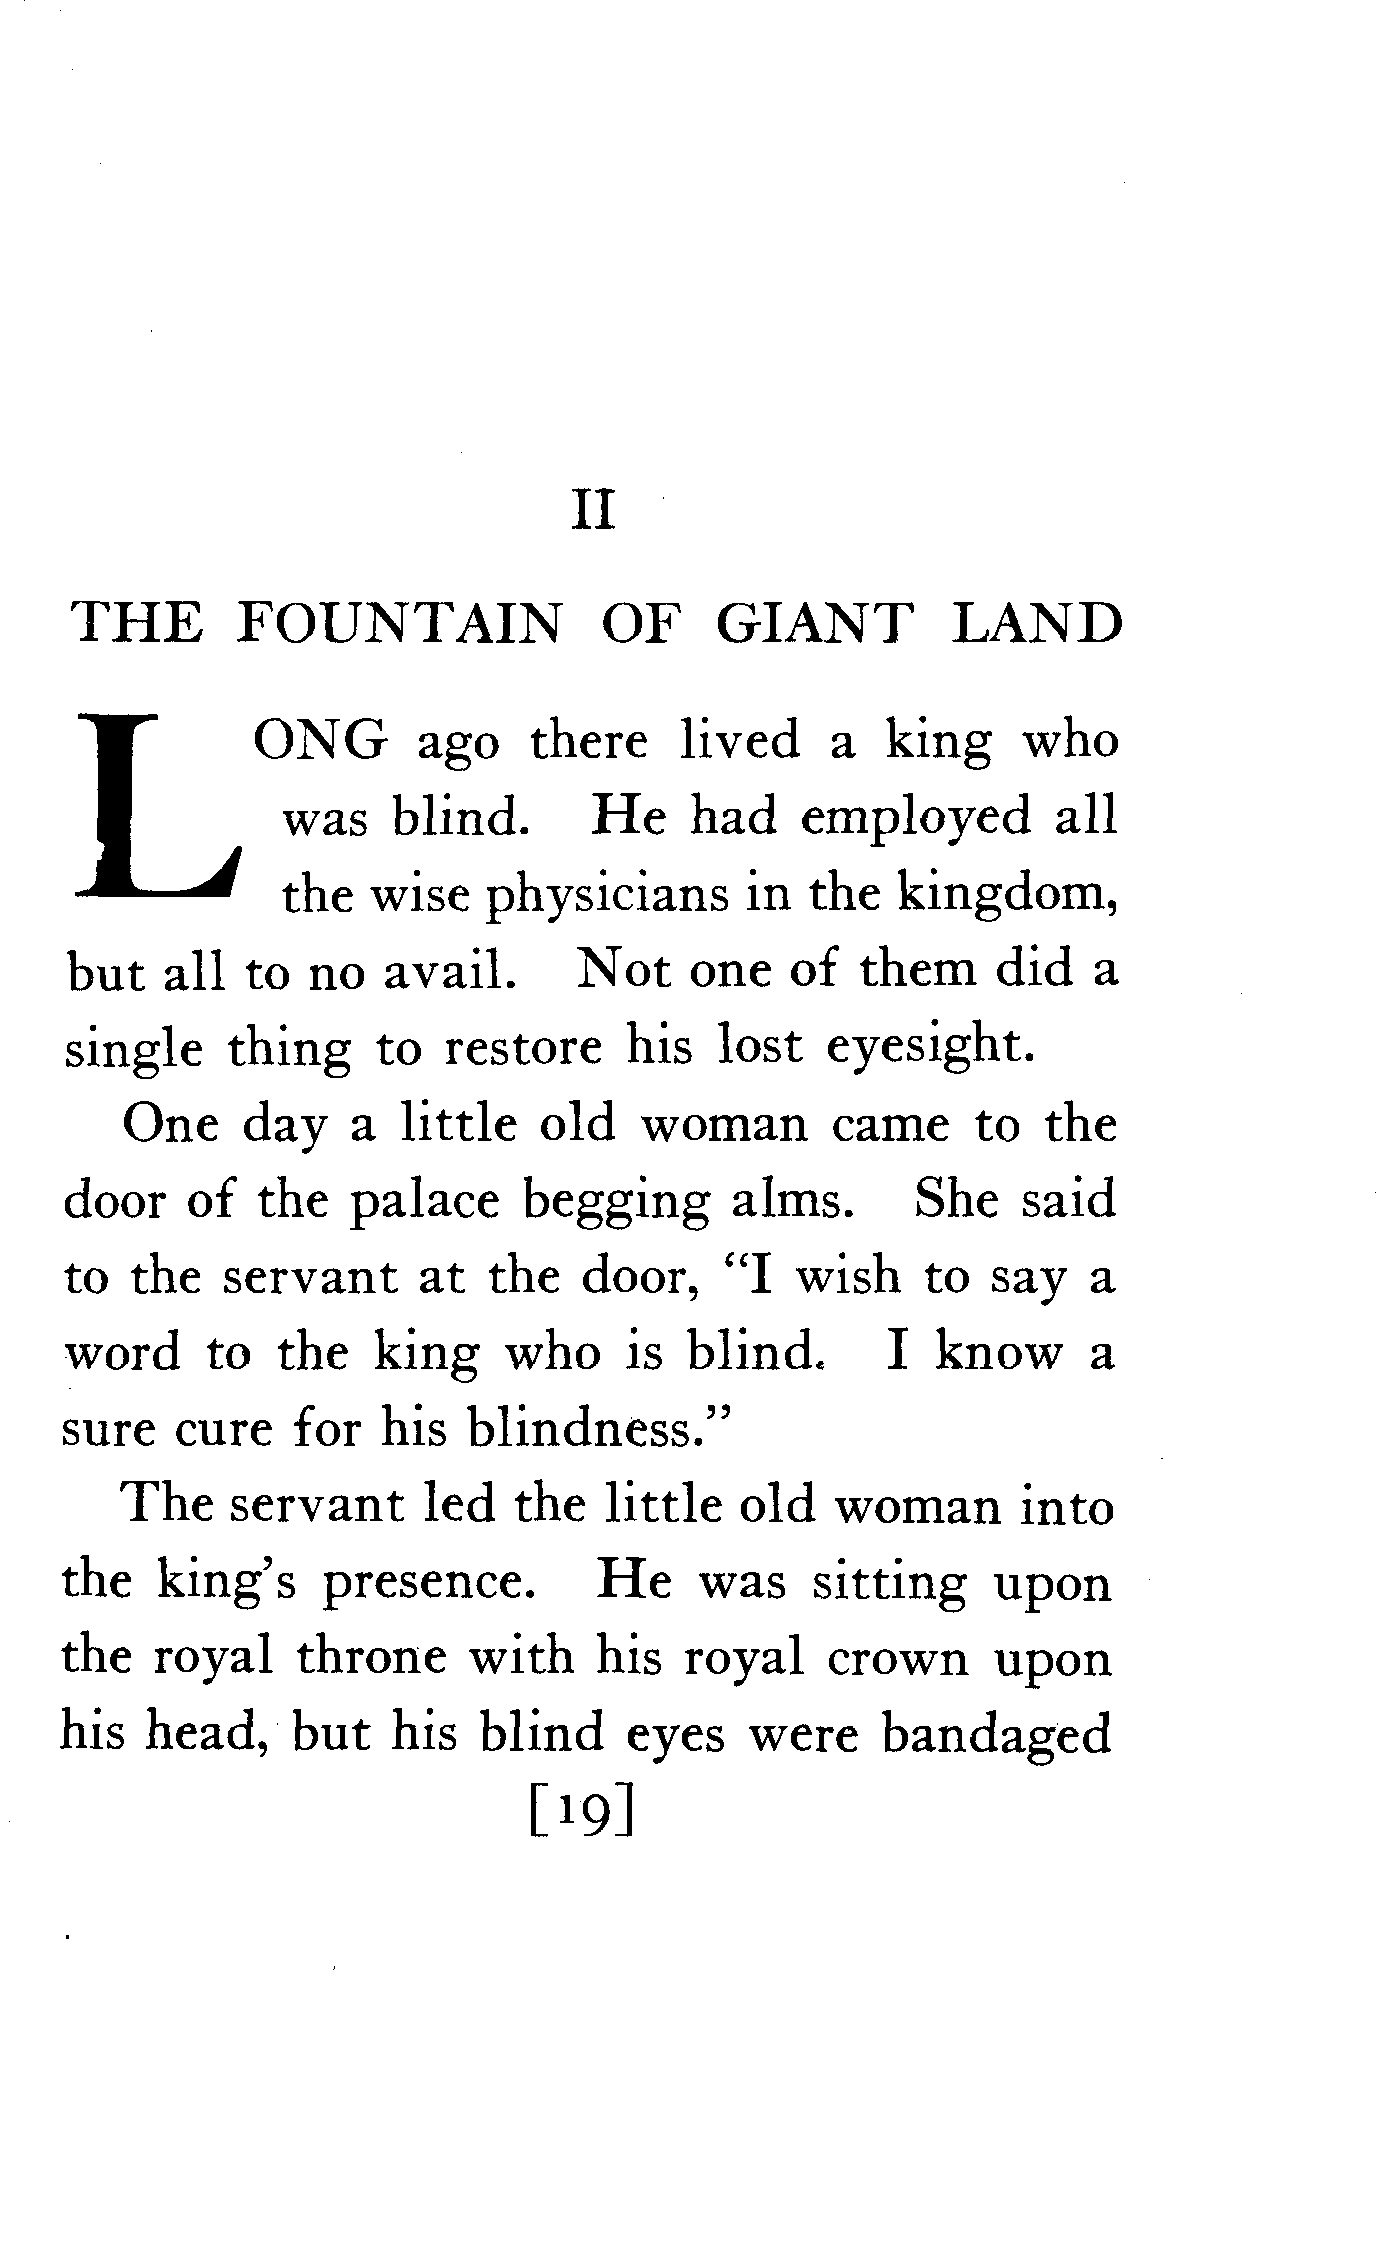 II
THE FOUNTAIN OF GIANT LAND
LONG ago there lived a king who
was blind. He had employed all
the wise physicians in the kingdom,
but all to no avail. Not one of them did a
single thing to restore his lost eyesight.
One day a little old woman came to the
door of the palace begging alms. She said
to the servant at the door, “I wish to say a
word to the king who is blind. I know a
sure cure for his blindness.”
The servant led the little old woman into
the king’s presence. He was sitting upon
the royal throne with his royal crown upon
his head, but his blind eyes were bandaged
[19]